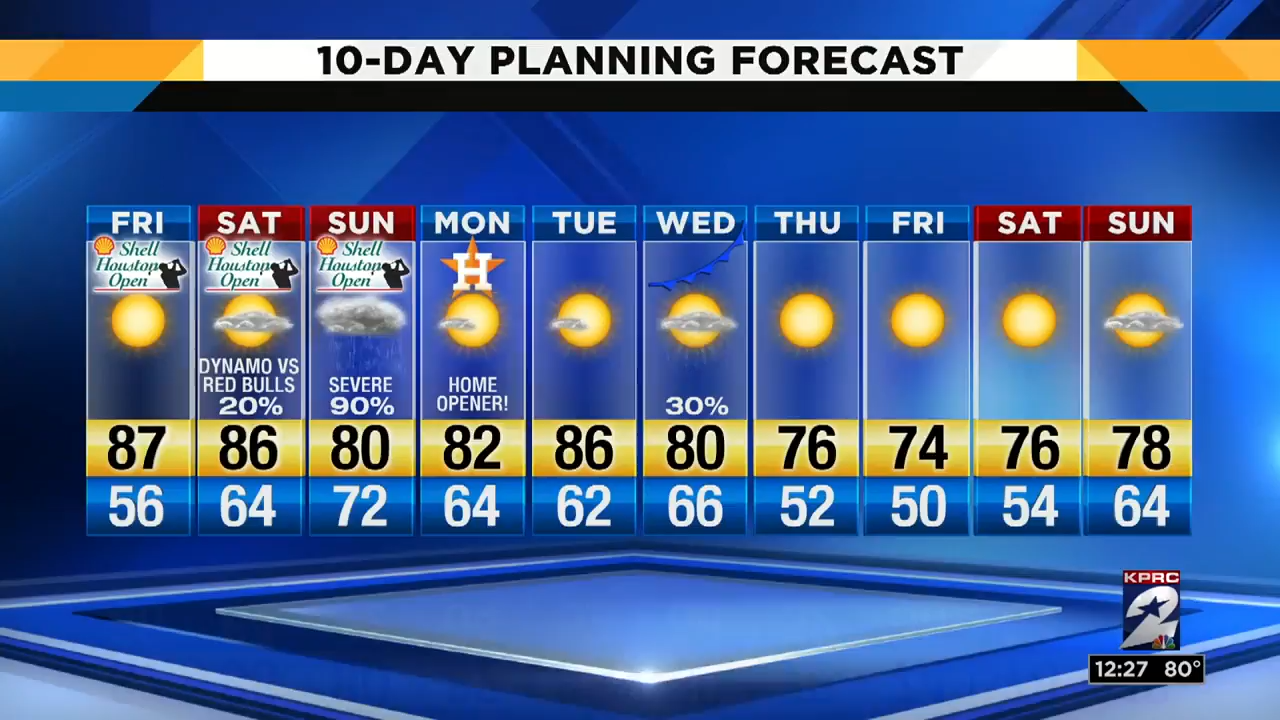 10-DAY PLANNING FORECAST
FRI SAT SUN MON TUE WED THU FRI SAT SUN
Shell Houston Open
Shell Houston Open
Shell Houston Open
H
DYNAMO VS
RED BULLS
20%
SEVERE
90%
HOME
OPENER!
30%
87 86 80 82 86 80 76 74 76 78
56 64 72 64 62 66 52 50 54 64
KPRC
2
12:27 80°